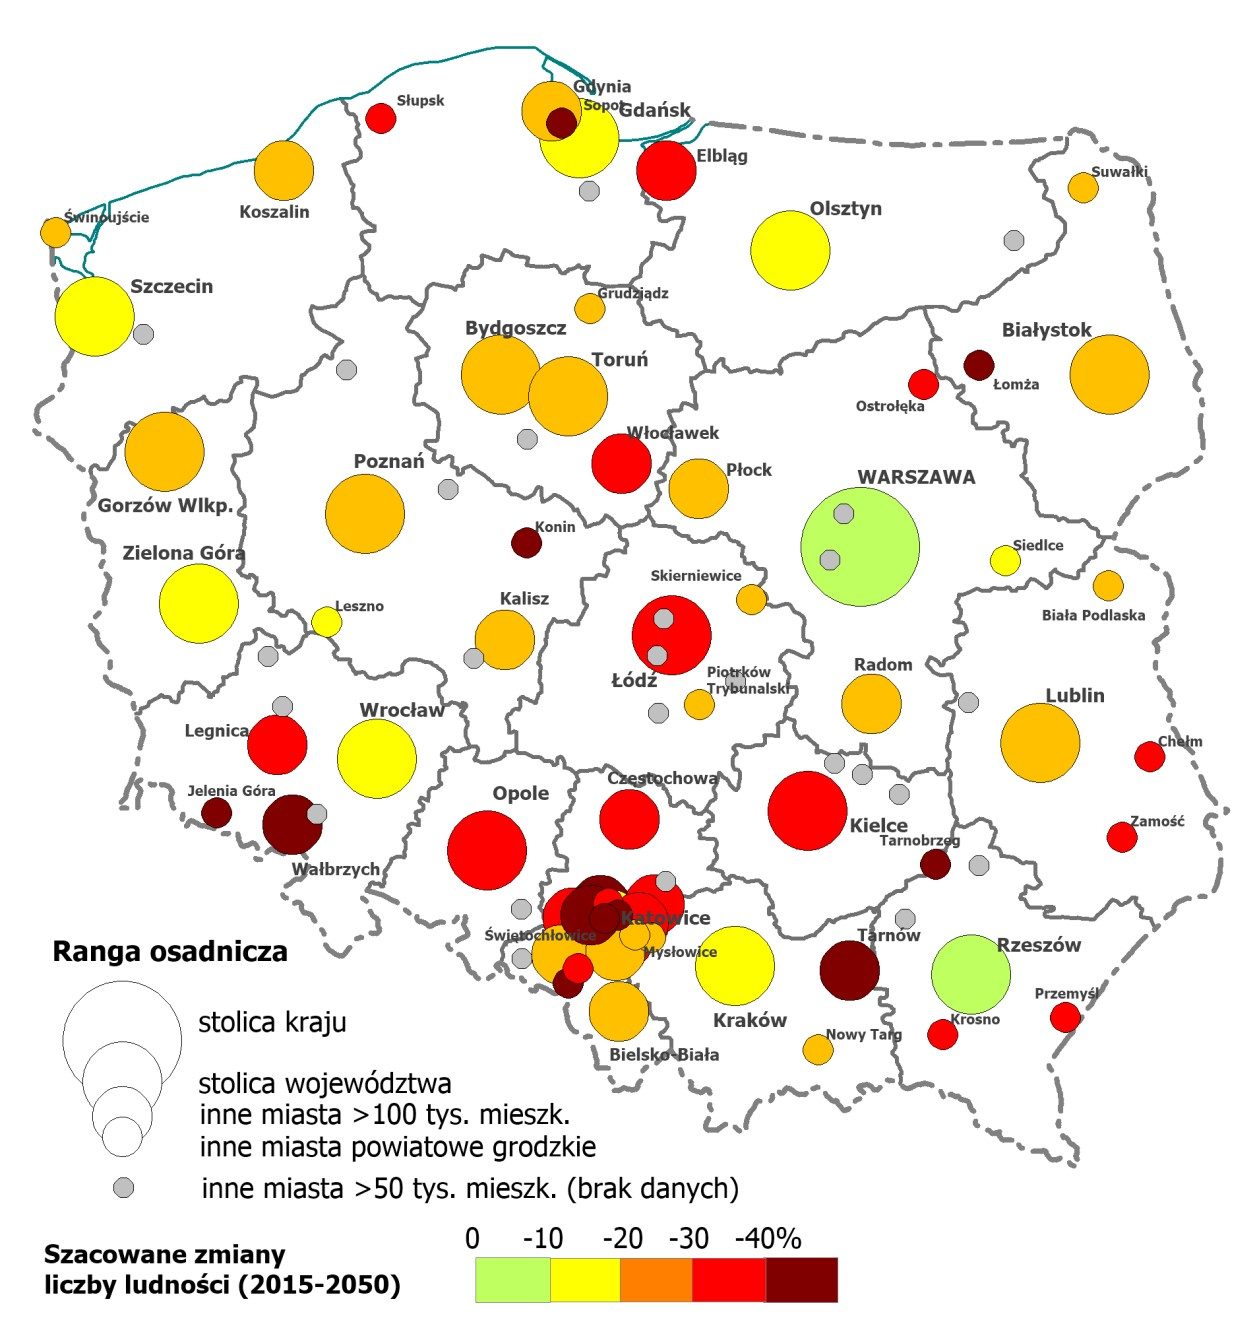 Gdynia
Słupsk
Sopot
Gdańsk
Elbląg
Suwałki
Koszalin
Olsztyn
Świnoujście
Szczecin
Grudziądz
Bydgoszcz
Białystok
Toruń
Łomża
Ostrołęka
Włocławek
Poznań
Płock
WARSZAWA
Gorzów Wlkp.
Konin
Zielona Góra
Siedlce
Skierniewice
Leszno
Kalisz
Biała Podlaska
Radom
Piotrków
Trybunalski
Łódź
Lublin
Wrocław
Legnica
Chełm
Częstochowa
Jelenia Góra
Opole
Zamość
Kielce
Tarnobrzeg
Wałbrzych
Katowice
Świętochłowice
Tarnów
Rzeszów
Mysłowice
Przemyśl
Kraków
Krosno
Nowy Targ
Bielsko-Biała
Ranga osadnicza
stolica kraju
stolica województwa
inne miasta >100 tys. mieszk.
inne miasta powiatowe grodzkie
inne miasta >50 tys. mieszk. (brak danych)
0 -10 -20 -30 -40%
Szacowane zmiany
liczby ludności (2015-2050)